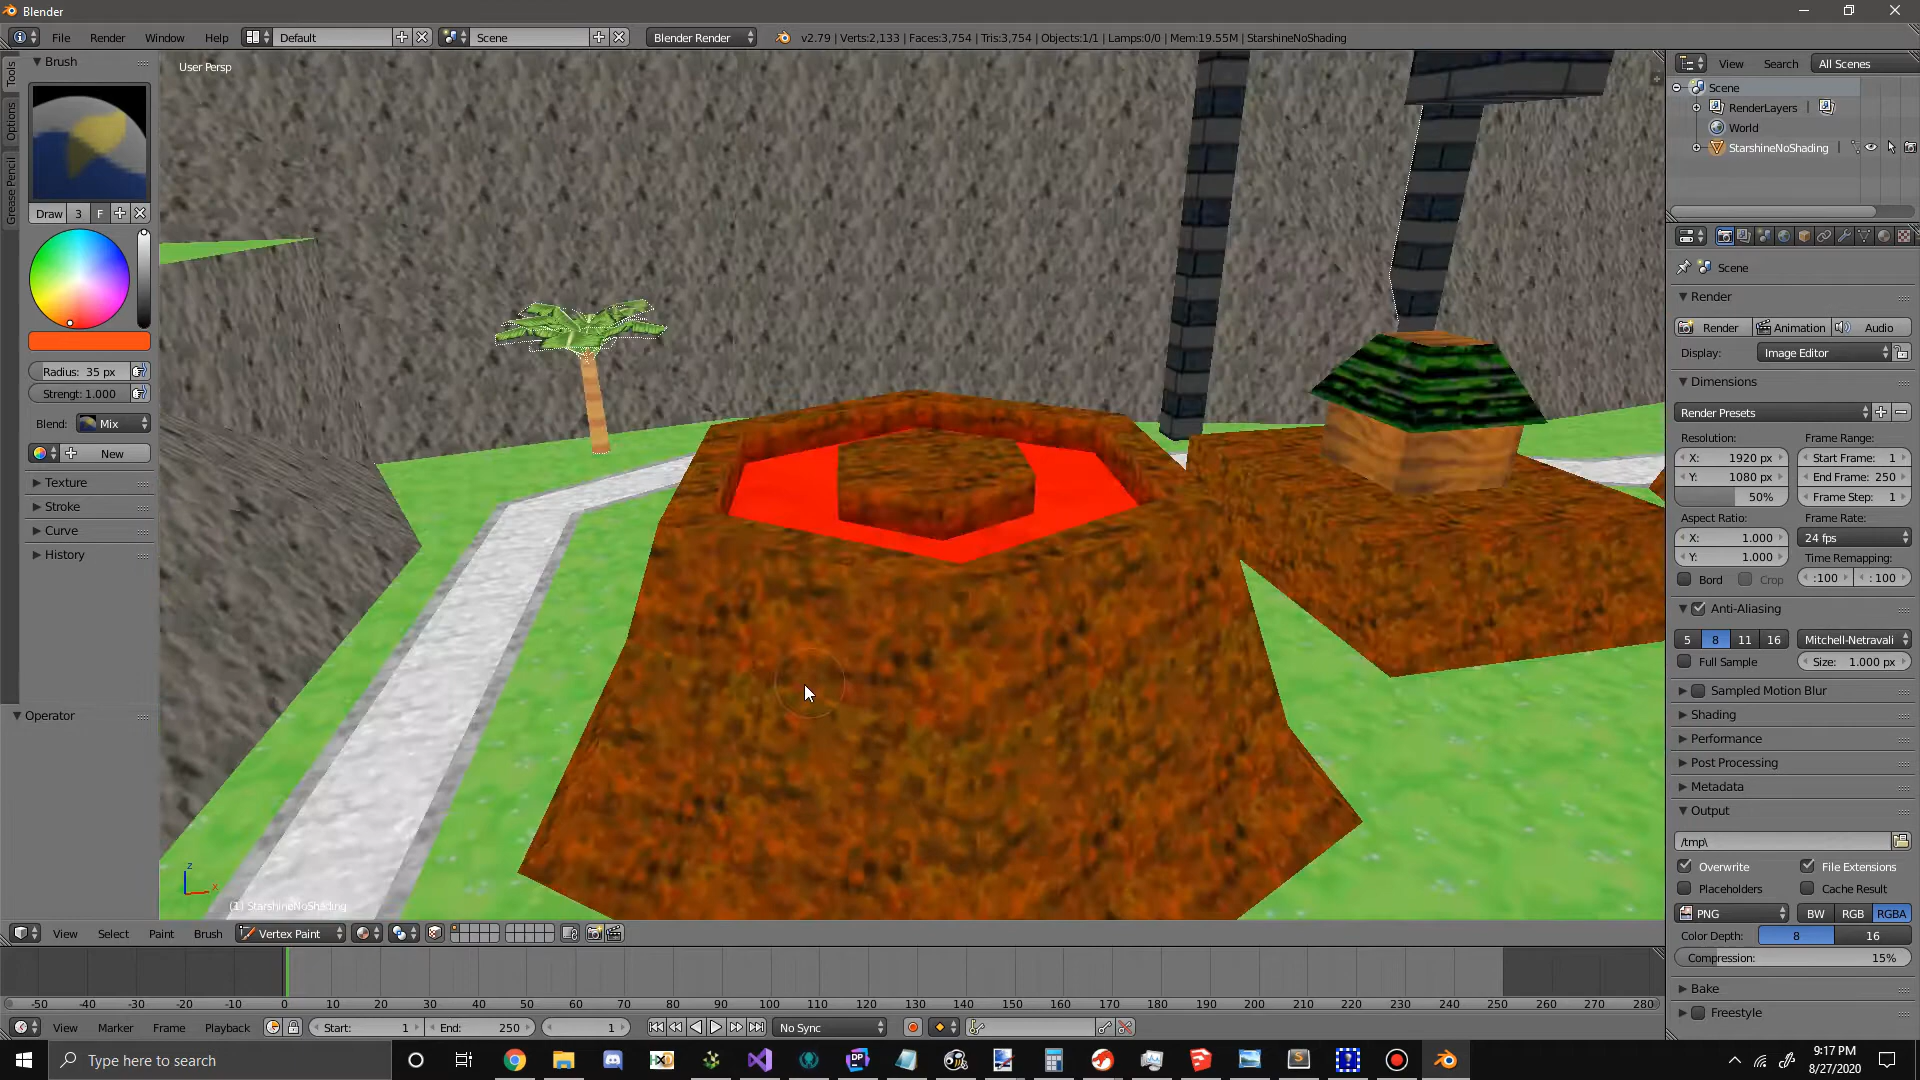 Blender
File Render Window Help Default Scene Blender Render v2.79 | Verts:2,133 | Faces:3,754 | Tris:3,754 | Objects:1/1 | Lamps:0/0 | Mem:19.55M | StarshineNoShading
Tools
Options
Grease Pencil
Brush
Draw 3 F
Radius: 35 px
Strengt: 1.000
Blend: Mix
New
Texture
Stroke
Curve
History
Operator
User Persp
z
x
(1) StarshineNoShading
View Search All Scenes
Scene
RenderLayers
World
StarshineNoShading
Scene
Render
Render Animation Audio
Display: Image Editor
Dimensions
Render Presets
Resolution: Frame Range:
X: 1920 px Start Frame: 1
Y: 1080 px End Frame: 250
50% Frame Step: 1
Aspect Ratio: Frame Rate:
X: 1.000 24 fps
Y: 1.000 Time Remapping:
Bord Crop :100 : 100
Anti-Aliasing
5 8 11 16 Mitchell-Netravali
Full Sample Size: 1.000 px
Sampled Motion Blur
Shading
Performance
Post Processing
Metadata
Output
/tmp\
Overwrite File Extensions
Placeholders Cache Result
PNG BW RGB RGBA
Color Depth: 8 16
Compression: 15%
Bake
Freestyle
View Select Paint Brush Vertex Paint
-50 -40 -30 -20 -10 0 10 20 30 40 50 60 70 80 90 100 110 120 130 140 150 160 170 180 190 200 210 220 230 240 250 260 270 280
View Marker Frame Playback Start: 1 End: 250 1 No Sync
Type here to search
9:17 PM
8/27/2020